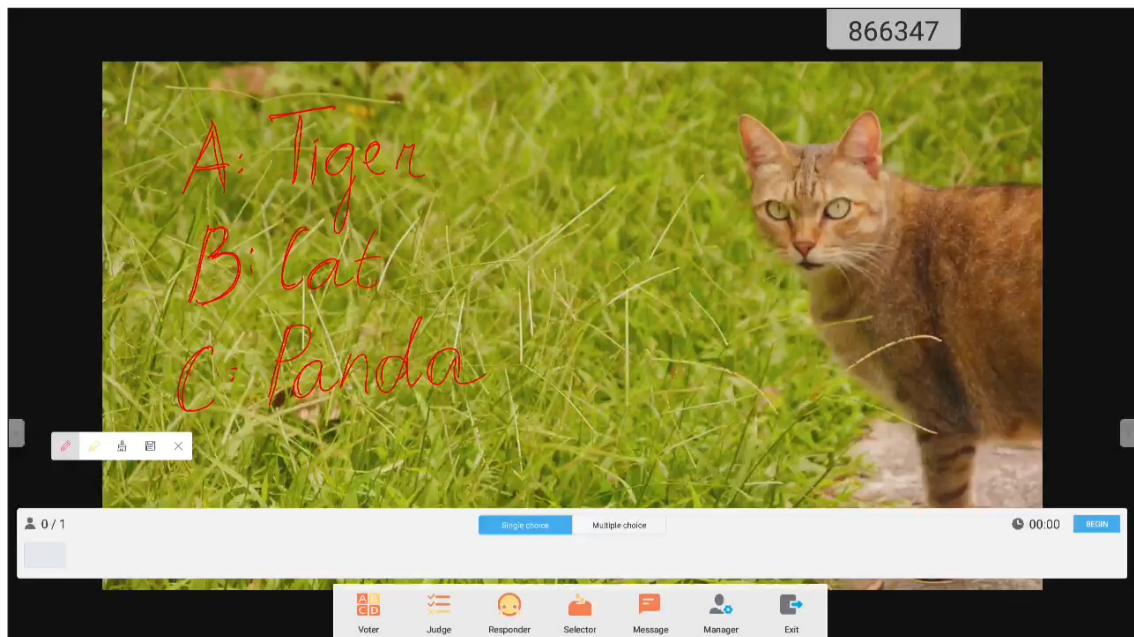 866347
A: Tiger
B: Cat
C: Panda
0 / 1 Single choice Multiple choice 00:00 BEGIN
A B C D
Voter Judge Responder Selector Message Manager Exit